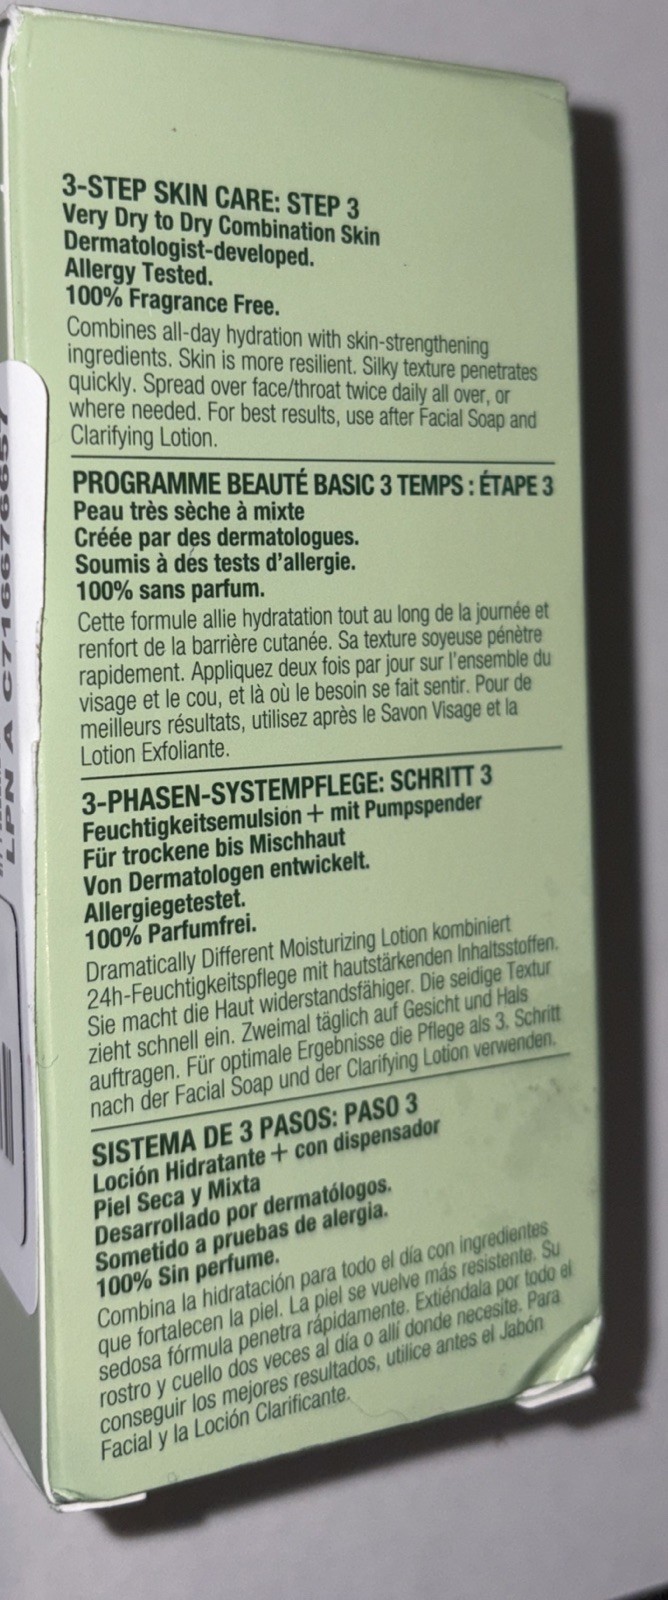 3-STEP SKIN CARE: STEP 3
Very Dry to Dry Combination Skin
Dermatologist-developed.
Allergy Tested.
100% Fragrance Free.
Combines all-day hydration with skin-strengthening
ingredients. Skin is more resilient. Silky texture penetrates
quickly. Spread over face/throat twice daily all over, or
where needed. For best results, use after Facial Soap and
Clarifying Lotion.
PROGRAMME BEAUTÉ BASIC 3 TEMPS : ÉTAPE 3
Peau très sèche à mixte
Créée par des dermatologues.
Soumis à des tests d'allergie.
100% sans parfum.
Cette formule allie hydratation tout au long de la journée et
renfort de la barrière cutanée. Sa texture soyeuse pénètre
rapidement. Appliquez deux fois par jour sur l'ensemble du
visage et le cou, et là où le besoin se fait sentir. Pour de
meilleurs résultats, utilisez après le Savon Visage et la
Lotion Exfoliante.
3-PHASEN-SYSTEMPFLEGE: SCHRITT 3
Feuchtigkeitsemulsion + mit Pumpspender
Für trockene bis Mischhaut
Von Dermatologen entwickelt.
Allergiegetestet.
100% Parfumfrei.
Dramatically Different Moisturizing Lotion kombiniert
24h-Feuchtigkeitspflege mit hautstärkenden Inhaltsstoffen.
Sie macht die Haut widerstandsfähiger. Die seidige Textur
zieht schnell ein. Zweimal täglich auf Gesicht und Hals
auftragen. Für optimale Ergebnisse die Pflege als 3. Schritt
nach der Facial Soap und der Clarifying Lotion verwenden.
SISTEMA DE 3 PASOS: PASO 3
Loción Hidratante + con dispensador
Piel Seca y Mixta
Desarrollado por dermatólogos.
Sometido a pruebas de alergia.
100% Sin perfume.
Combina la hidratación para todo el día con ingredientes
que fortalecen la piel. La piel se vuelve más resistente. Su
sedosa fórmula penetra rápidamente. Extiéndala por todo el
rostro y cuello dos veces al día o allí donde necesite. Para
conseguir los mejores resultados, utilice antes el Jabón
Facial y la Loción Clarificante.
LPN A